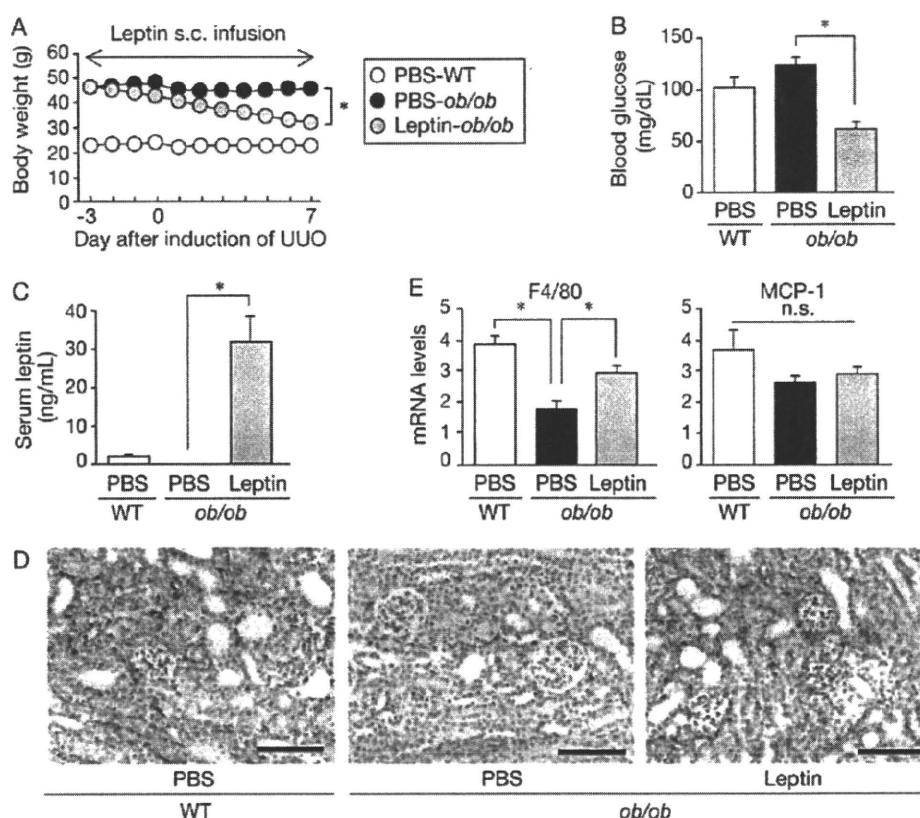 A
Leptin s.c. infusion
Body weight (g)
60
50
40
30
20
10
0
-3
0
7
Day after induction of UUO
*
PBS-WT
PBS-ob/ob
Leptin-ob/ob
B
Blood glucose
(mg/dL)
150
100
50
0
*
PBS
PBS
Leptin
WT
ob/ob
C
Serum leptin
(ng/mL)
40
30
20
10
0
*
PBS
PBS
Leptin
WT
ob/ob
E
F4/80
mRNA levels
5
4
3
2
1
0
*
*
PBS
PBS
Leptin
WT
ob/ob
MCP-1
n.s.
5
4
3
2
1
0
PBS
PBS
Leptin
WT
ob/ob
D
PBS
PBS
Leptin
WT
ob/ob